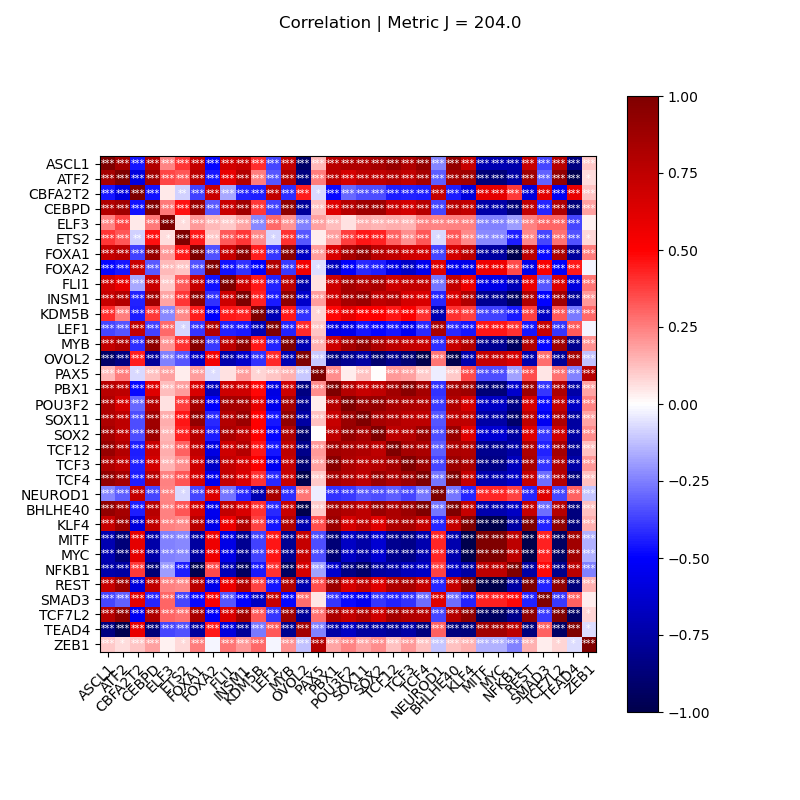 Correlation | Metric J = 204.0
ASCL1
ATF2
CBFA2T2
CEBPD
ELF3
ETS2
FOXA1
FOXA2
FLI1
INSM1
KDM5B
LEF1
MYB
OVOL2
PAX5
PBX1
POU3F2
SOX11
SOX2
TCF12
TCF3
TCF4
NEUROD1
BHLHE40
KLF4
MITF
MYC
NFKB1
REST
SMAD3
TCF7L2
TEAD4
ZEB1
ASCL1
ATF2
CBFA2T2
CEBPD
ELF3
ETS2
FOXA1
FOXA2
FLI1
INSM1
KDM5B
LEF1
MYB
OVOL2
PAX5
PBX1
POU3F2
SOX11
SOX2
TCF12
TCF3
TCF4
NEUROD1
BHLHE40
KLF4
MITF
MYC
NFKB1
REST
SMAD3
TCF7L2
TEAD4
ZEB1
1.00
0.75
0.50
0.25
0.00
−0.25
−0.50
−0.75
−1.00